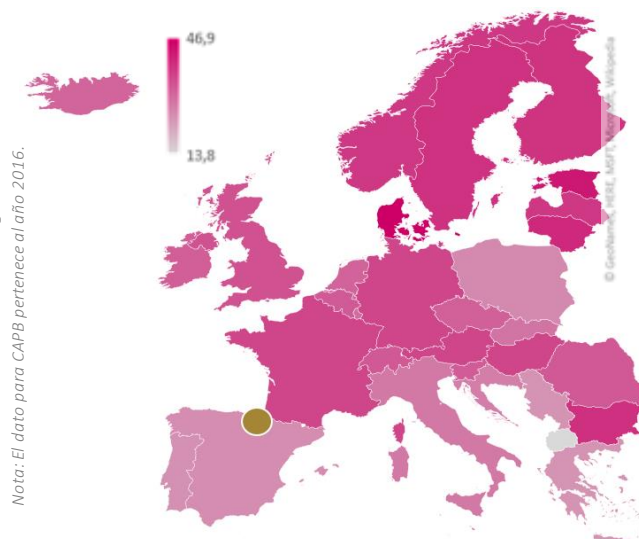 46,9
13,8
Nota: El dato para CAPB pertenece al año 2016.
© GeoNames, HERE, MSFT, Microsoft, Wikipedia